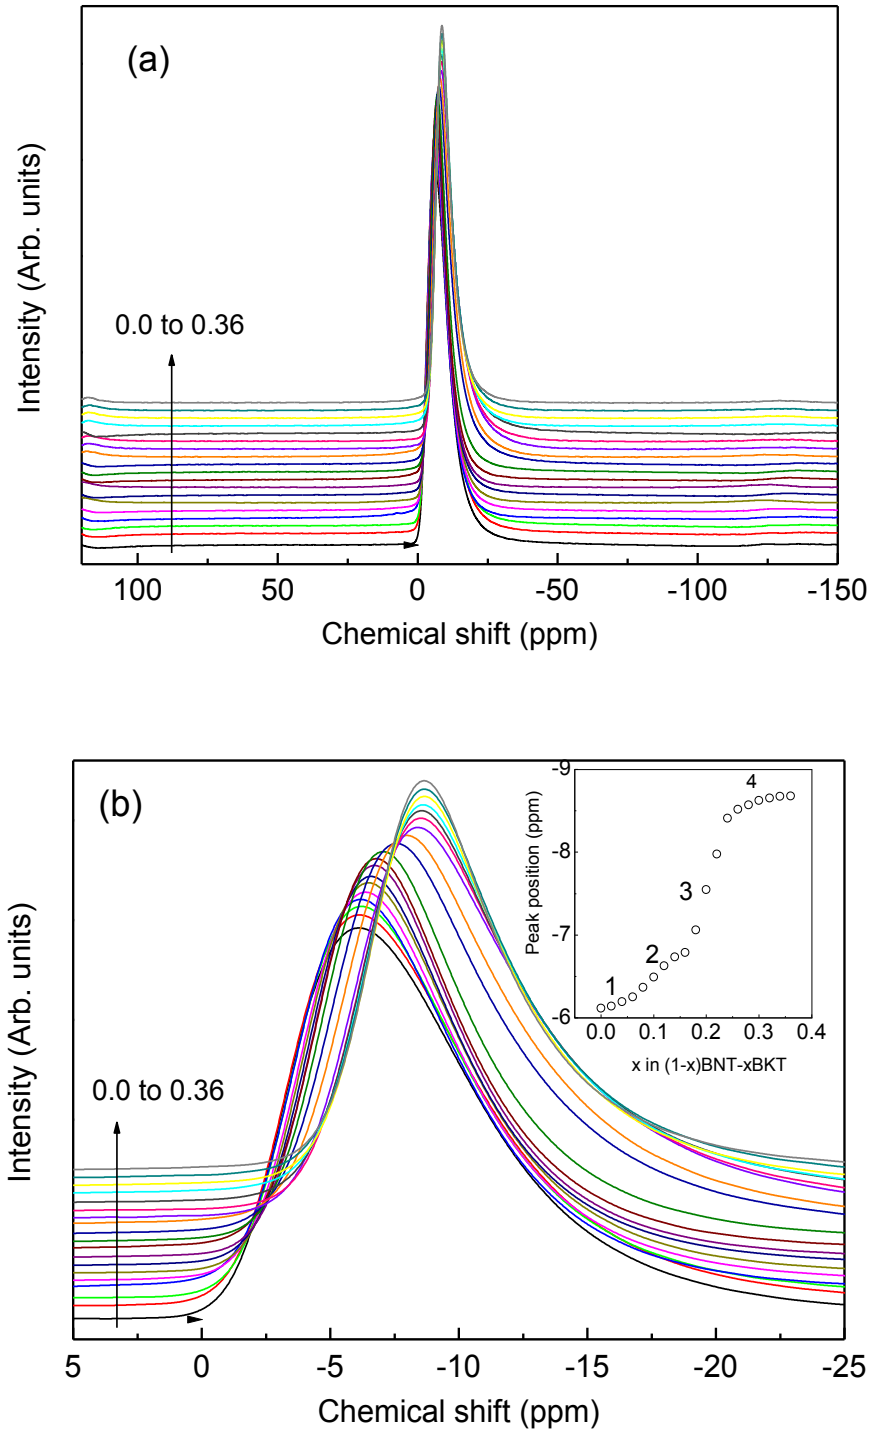 (a)
Intensity (Arb. units)
0.0 to 0.36
100
50
0
-50
-100
-150
Chemical shift (ppm)
(b)
Intensity (Arb. units)
0.0 to 0.36
-9
-8
-7
-6
Peak position (ppm)
1
2
3
4
0.0
0.1
0.2
0.3
0.4
x in (1-x)BNT-xBKT
5
0
-5
-10
-15
-20
-25
Chemical shift (ppm)